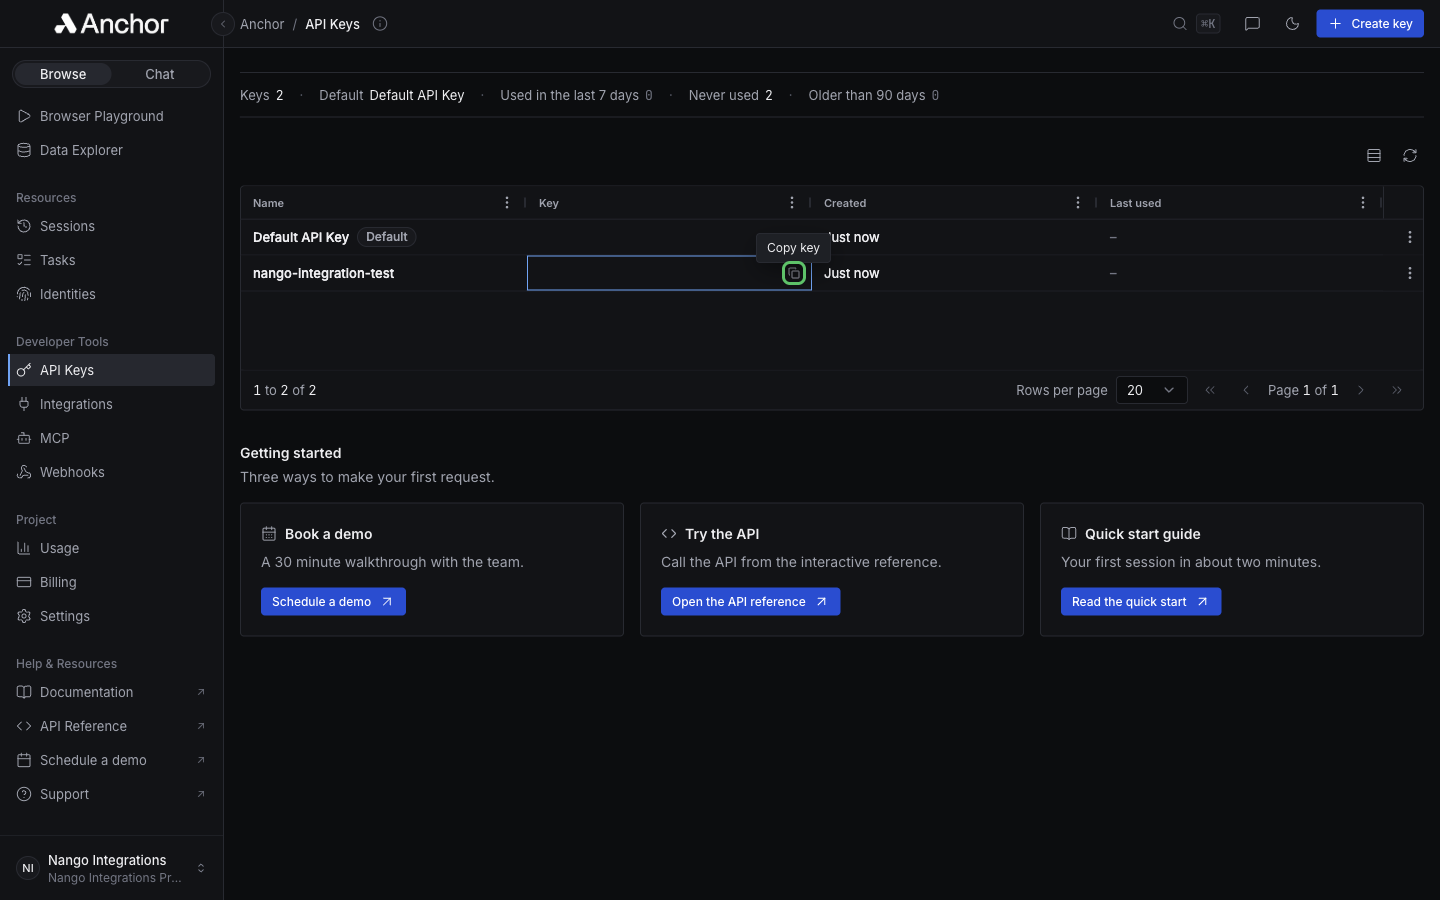 Anchor
Anchor / API Keys
⌘K
Create key
Browse
Chat
Browser Playground
Data Explorer
Resources
Sessions
Tasks
Identities
Developer Tools
API Keys
Integrations
MCP
Webhooks
Project
Usage
Billing
Settings
Help & Resources
Documentation
API Reference
Schedule a demo
Support
NI
Nango Integrations
Nango Integrations Pr...
Keys 2 · Default Default API Key · Used in the last 7 days 0 · Never used 2 · Older than 90 days 0
Name Key Created Last used
Default API Key Default Just now –
Copy key
nango-integration-test Just now –
1 to 2 of 2
Rows per page 20 Page 1 of 1
Getting started
Three ways to make your first request.
Book a demo
A 30 minute walkthrough with the team.
Schedule a demo
Try the API
Call the API from the interactive reference.
Open the API reference
Quick start guide
Your first session in about two minutes.
Read the quick start